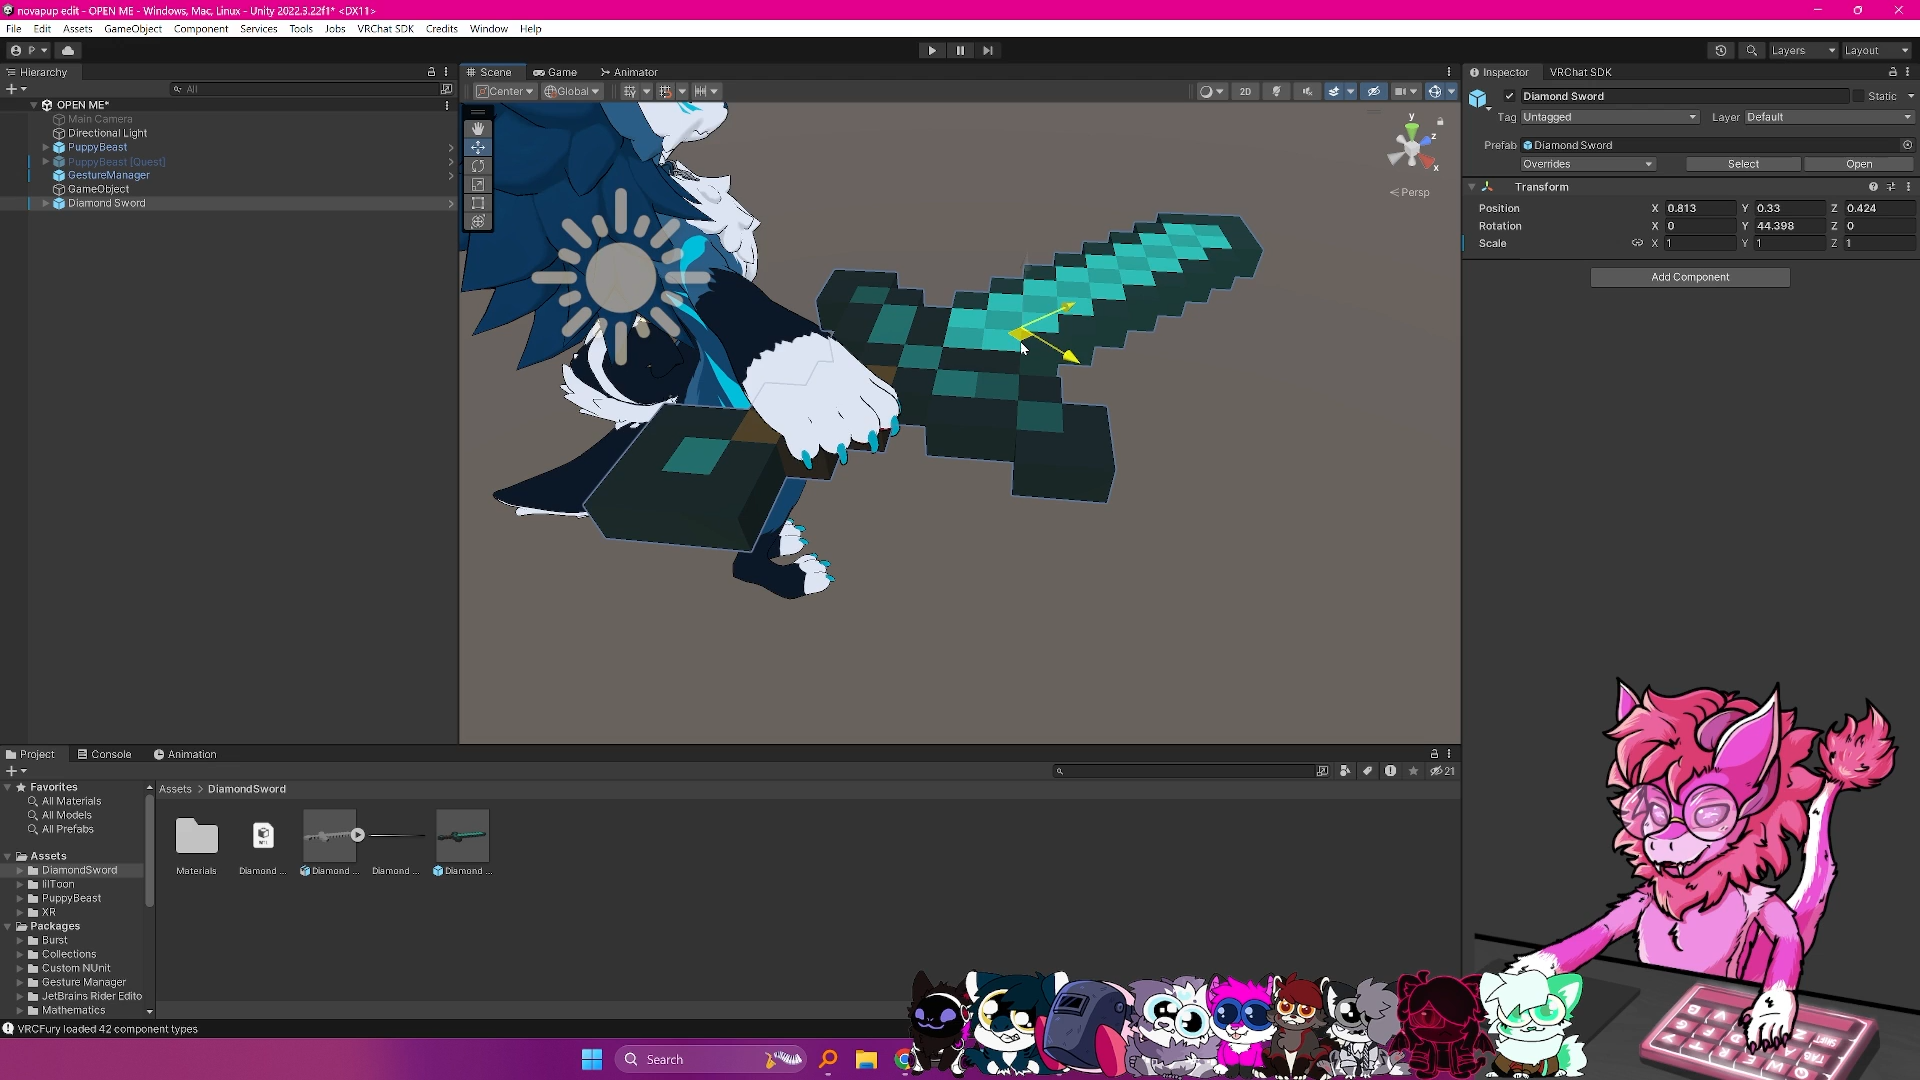 novapup edit - OPEN ME - Windows, Mac, Linux - Unity 2022.3.22f1* <DX11>
File Edit Assets GameObject Component Services Tools Jobs VRChat SDK Credits Window Help
P Layers Layout
Hierarchy Scene Game Animator Inspector VRChat SDK
All Center Global 2D
OPEN ME*
Main Camera
Directional Light
PuppyBeast
PuppyBeast [Quest]
GestureManager
GameObject
Diamond Sword
y
z
x
Persp
Diamond Sword Static
Tag Untagged Layer Default
Prefab Diamond Sword
Overrides Select Open
Transform
Position X 0.813 Y 0.33 Z 0.424
Rotation X 0 Y 44.398 Z 0
Scale X 1 Y 1 Z 1
Add Component
Project Console Animation
21
Favorites
All Materials
All Models
All Prefabs
Assets
DiamondSword
lilToon
PuppyBeast
XR
Packages
Burst
Collections
Custom NUnit
Gesture Manager
JetBrains Rider Edito
Mathematics
Assets > DiamondSword
Materials Diamond ... Diamond ... Diamond ... Diamond ...
VRCFury loaded 42 component types
Search